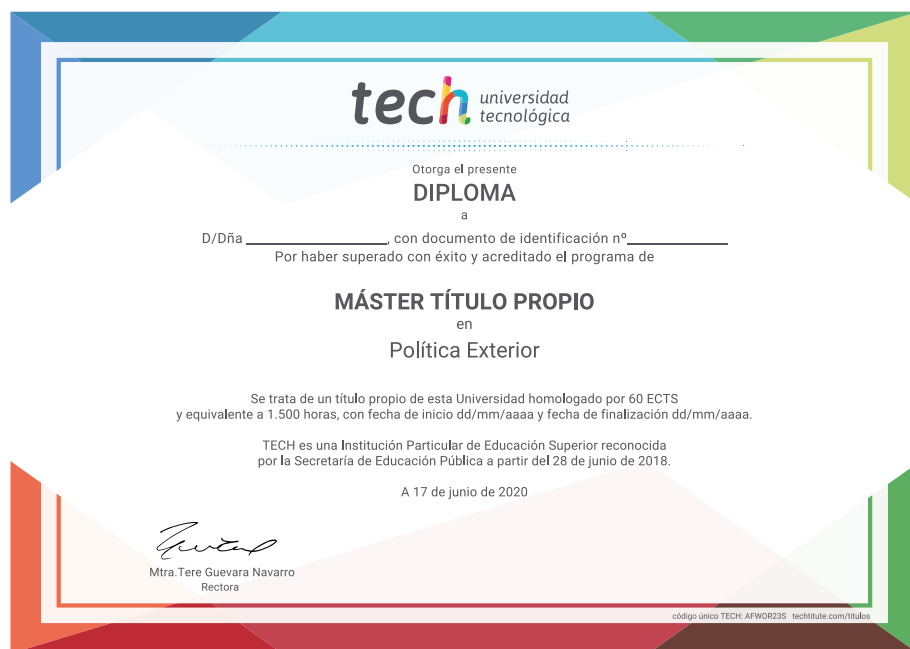 tech universidad
tecnológica
Otorga el presente
DIPLOMA
a
D/Dña ____________________, con documento de identificación nº______________
Por haber superado con éxito y acreditado el programa de
MÁSTER TÍTULO PROPIO
en
Política Exterior
Se trata de un título propio de esta Universidad homologado por 60 ECTS
y equivalente a 1.500 horas, con fecha de inicio dd/mm/aaaa y fecha de finalización dd/mm/aaaa.
TECH es una Institución Particular de Educación Superior reconocida
por la Secretaría de Educación Pública a partir del 28 de junio de 2018.
A 17 de junio de 2020
Mtra.Tere Guevara Navarro
Rectora
código único TECH: AFWOR23S techtitute.com/titulos